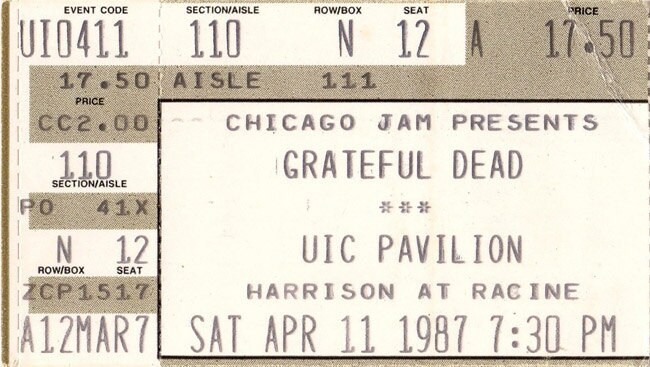 EVENT CODE SECTION/AISLE ROW/BOX SEAT PRICE
UI0411 110 N 12 A 17.50
17.50 AISLE 111
PRICE
CC2.00 CHICAGO JAM PRESENTS
110 GRATEFUL DEAD
SECTION/AISLE
PO 41X ***
N 12 UIC PAVILION
ROW/BOX SEAT
ZCP1517 HARRISON AT RACINE
A12MAR7 SAT APR 11 1987 7:30 PM